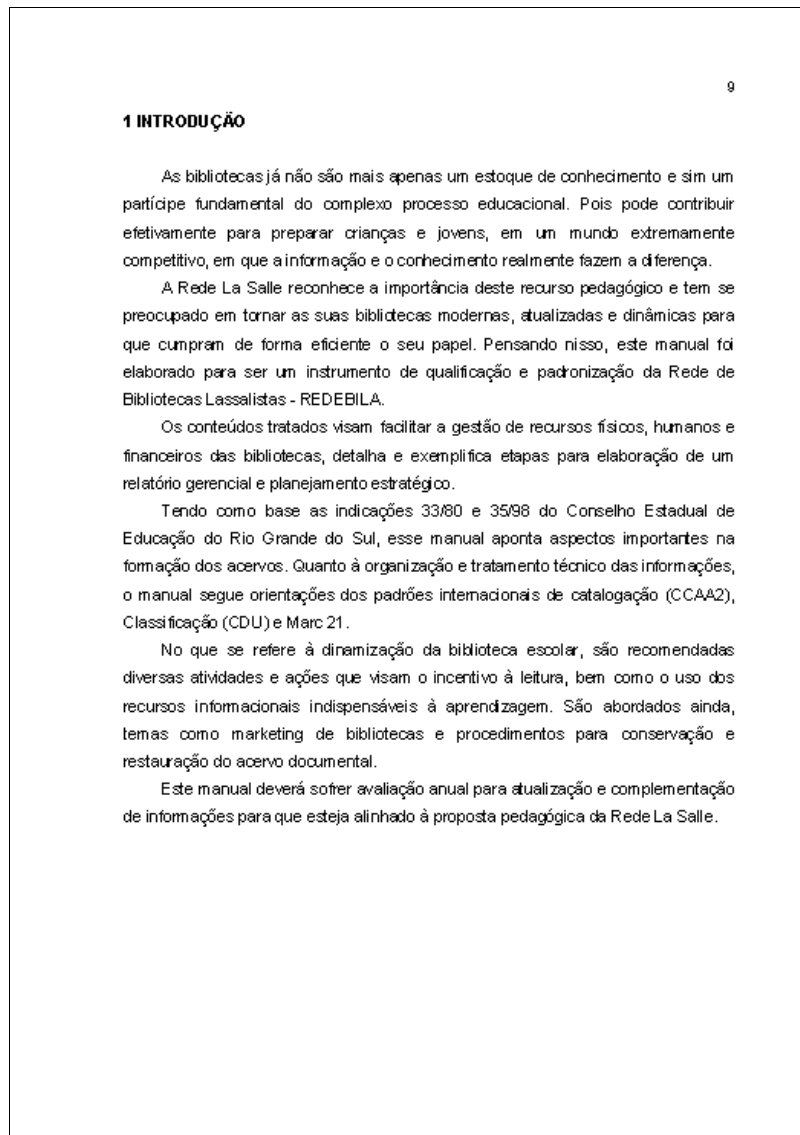 9
1 INTRODUÇÃO
As bibliotecas já não são mais apenas um estoque de conhecimento e sim um
partícipe fundamental do complexo processo educacional. Pois pode contribuir
efetivamente para preparar crianças e jovens, em um mundo extremamente
competitivo, em que a informação e o conhecimento realmente fazem a diferença.
A Rede La Salle reconhece a importância deste recurso pedagógico e tem se
preocupado em tornar as suas bibliotecas modernas, atualizadas e dinâmicas para
que cumpram de forma eficiente o seu papel. Pensando nisso, este manual foi
elaborado para ser um instrumento de qualificação e padronização da Rede de
Bibliotecas Lassalistas - REDEBILA.
Os conteúdos tratados visam facilitar a gestão de recursos físicos, humanos e
financeiros das bibliotecas, detalha e exemplifica etapas para elaboração de um
relatório gerencial e planejamento estratégico.
Tendo como base as indicações 33/80 e 35/98 do Conselho Estadual de
Educação do Rio Grande do Sul, esse manual aponta aspectos importantes na
formação dos acervos. Quanto à organização e tratamento técnico das informações,
o manual segue orientações dos padrões internacionais de catalogação (CCAA2),
Classificação (CDU) e Marc 21.
No que se refere à dinamização da biblioteca escolar, são recomendadas
diversas atividades e ações que visam o incentivo à leitura, bem como o uso dos
recursos informacionais indispensáveis à aprendizagem. São abordados ainda,
temas como marketing de bibliotecas e procedimentos para conservação e
restauração do acervo documental.
Este manual deverá sofrer avaliação anual para atualização e complementação
de informações para que esteja alinhado à proposta pedagógica da Rede La Salle.